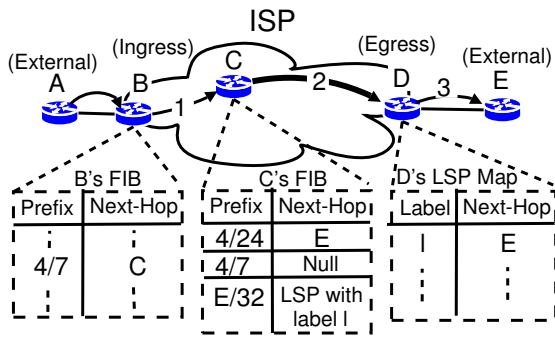 ISP
(External)
(Ingress)
(Egress)
(External)
A
B
C
D
E
1
2
3
B's FIB
Prefix Next-Hop
4/7 C
C's FIB
Prefix Next-Hop
4/24 E
4/7 Null
E/32 LSP with
label l
D's LSP Map
Label Next-Hop
l E